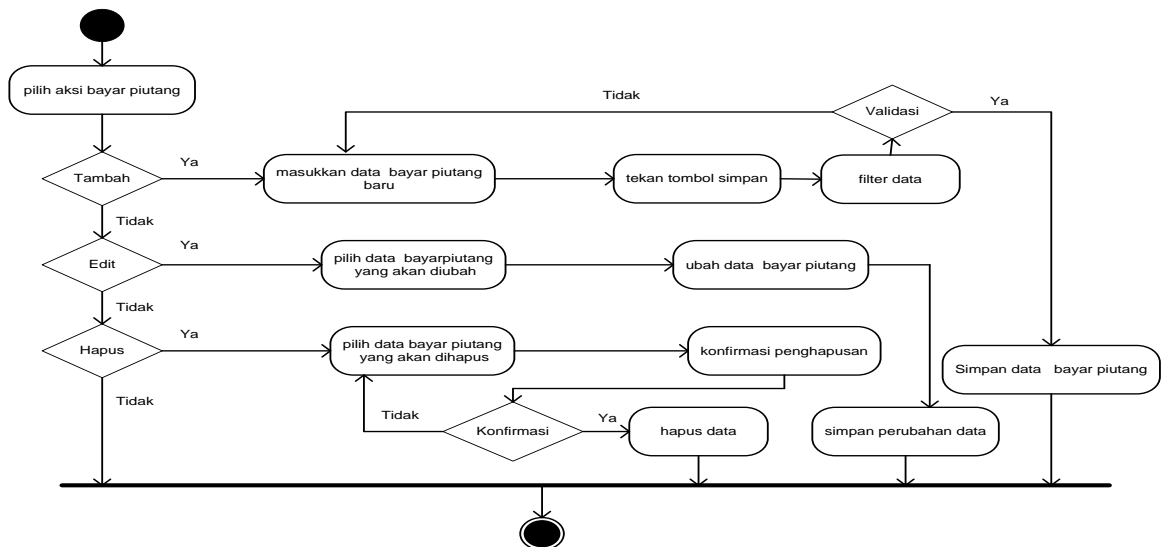 pilih aksi bayar piutang
Tidak
Validasi
Ya
Tambah
Ya
masukkan data bayar piutang
baru
tekan tombol simpan
filter data
Tidak
Edit
Ya
pilih data bayarpiutang
yang akan diubah
ubah data bayar piutang
Tidak
Hapus
Ya
pilih data bayar piutang
yang akan dihapus
konfirmasi penghapusan
Simpan data bayar piutang
Tidak
Tidak
Konfirmasi
Ya
hapus data
simpan perubahan data